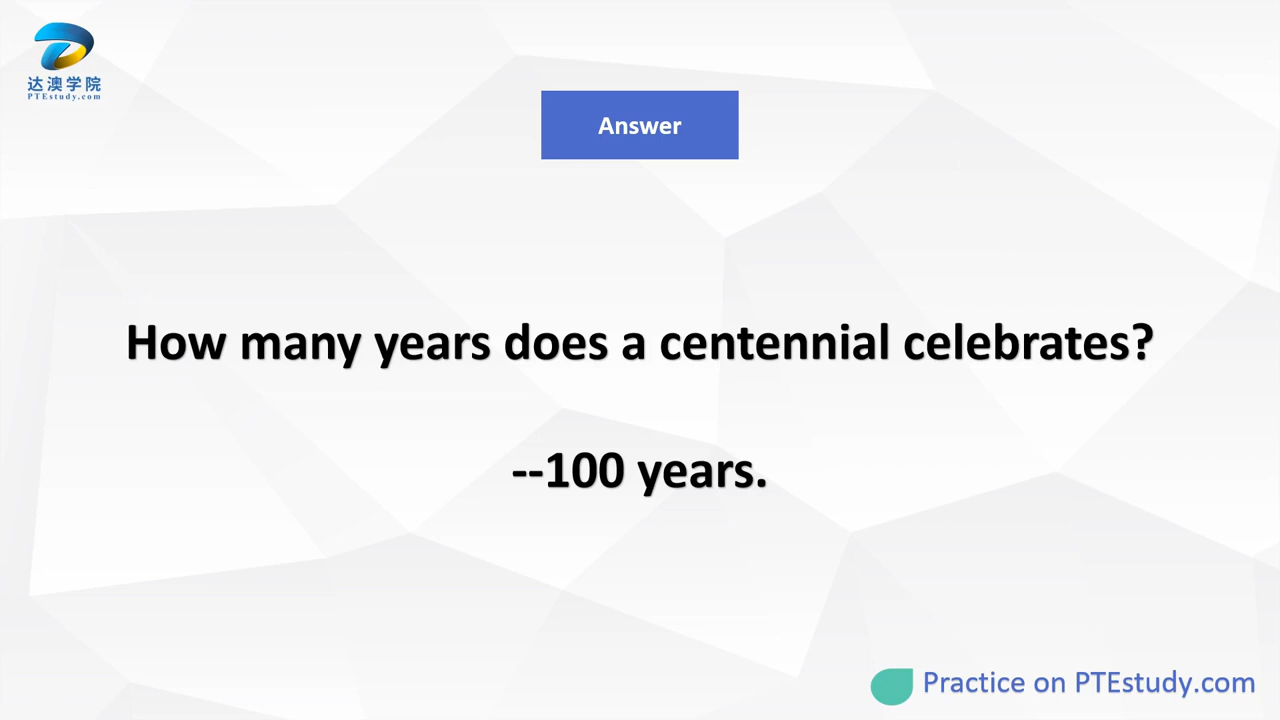 达澳学院
PTEstudy.com
Answer
How many years does a centennial celebrates?
--100 years.
Practice on PTEstudy.com